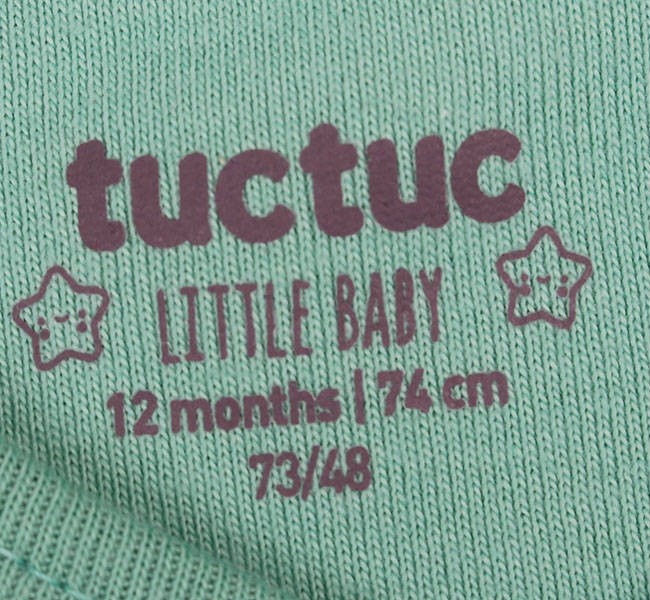 tuctuc
LITTLE BABY
12 months | 74 cm
73/48